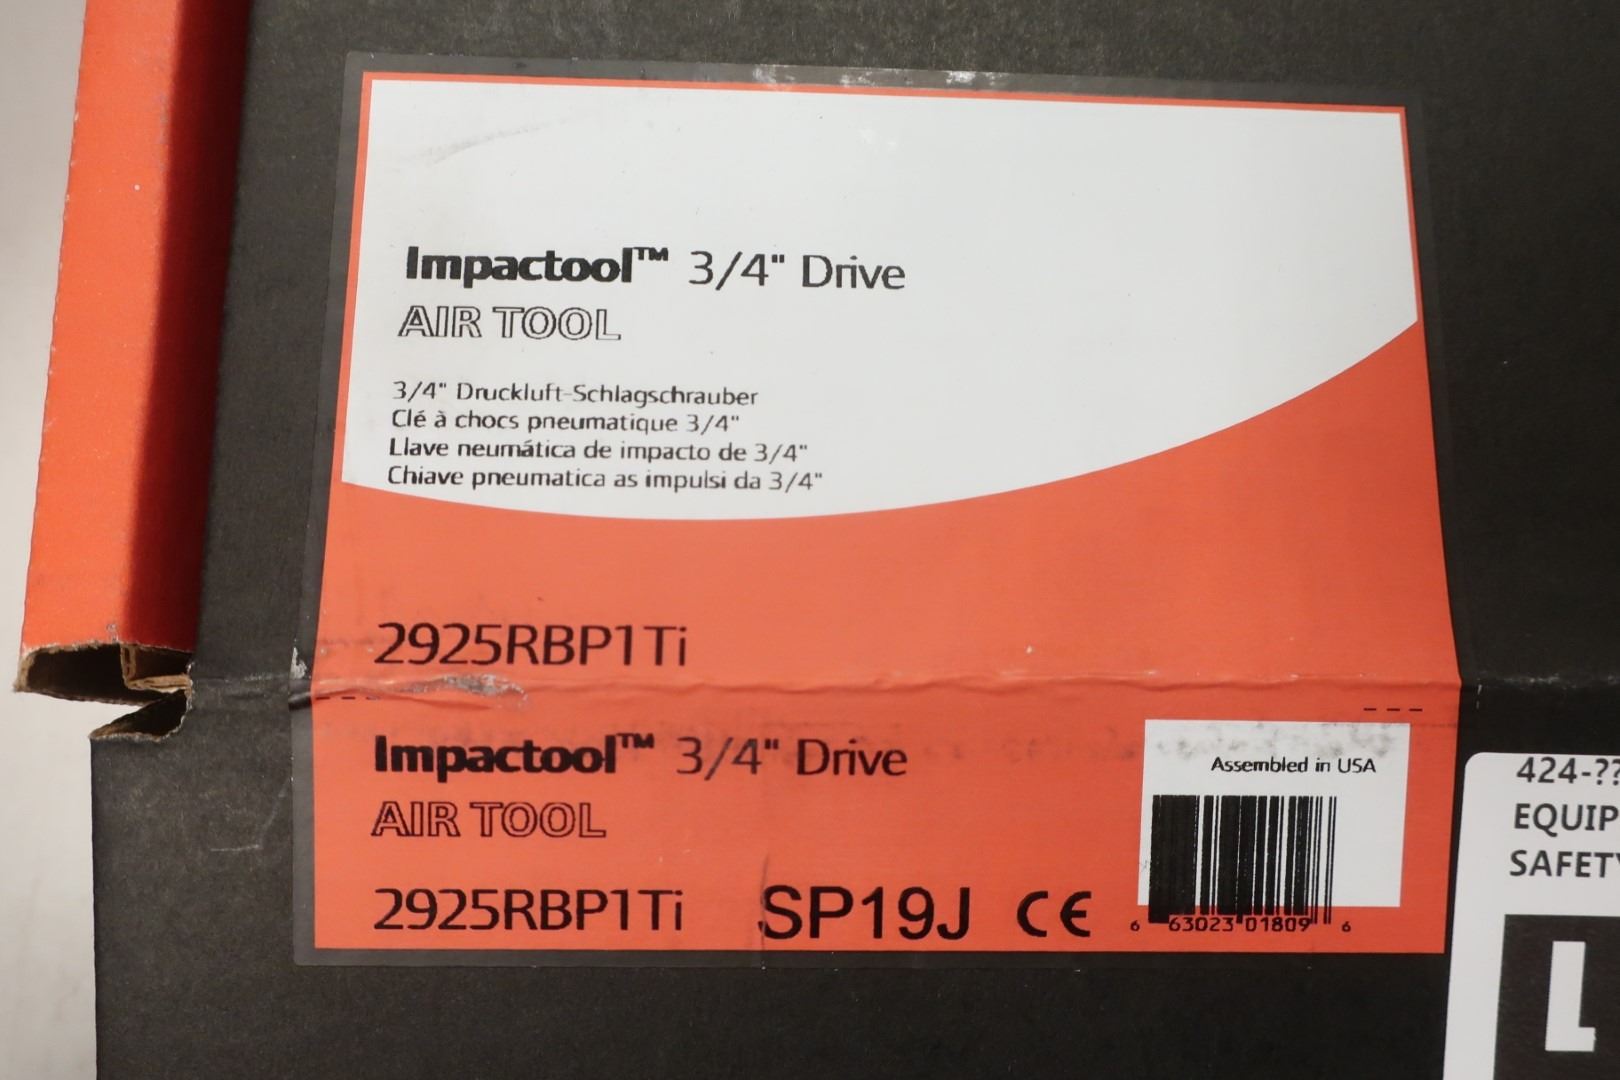 Impactool™ 3/4" Drive
AIR TOOL
3/4" Druckluft-Schlagschrauber
Clé à chocs pneumatique 3/4"
Llave neumática de impacto de 3/4"
Chiave pneumatica as impulsi da 3/4"
2925RBP1Ti
Impactool™ 3/4" Drive
AIR TOOL
2925RBP1Ti SP19J CE
Assembled in USA
6 63023 01809 6
424-??
EQUIP
SAFETY